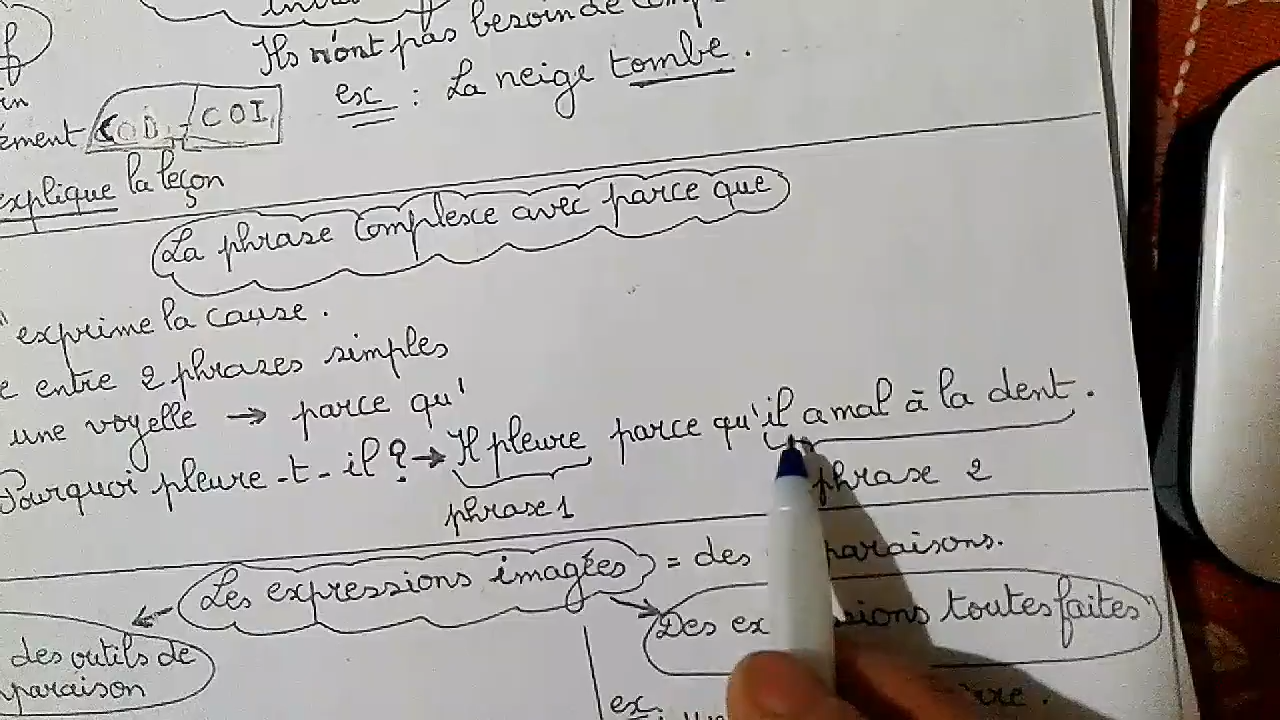 Ils n'ont pas besoin de
ément COD - COI
ex : La neige tombe.
explique la leçon
La phrase complexe avec parce que
exprime la cause.
e entre 2 phrases simples
une voyelle → parce qu'
Pourquoi pleure-t-il ? → Il pleure parce qu'il a mal à la dent.
phrase 1
phrase 2
Les expressions imagées = des paraisons.
des outils de
paraison
Des ex sions toutes faites
ex.